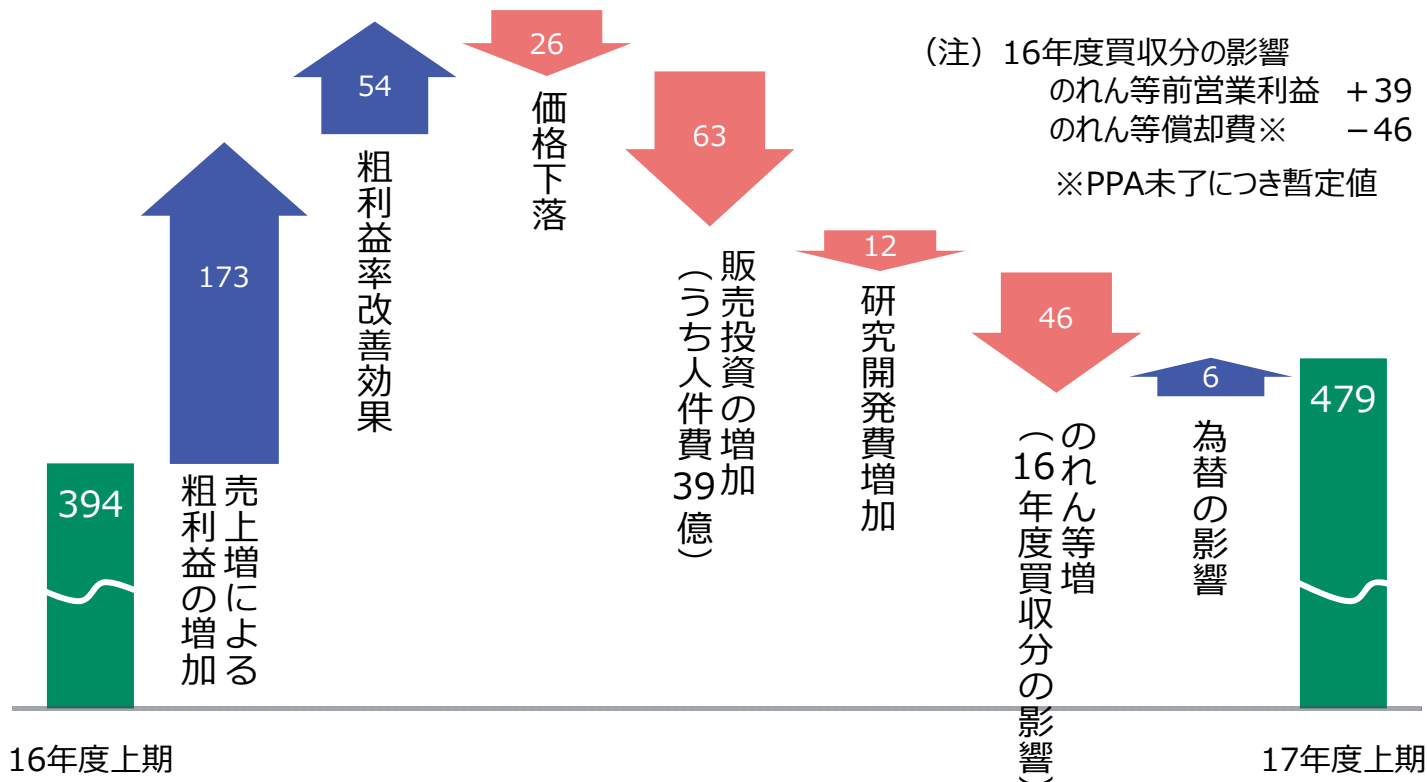 （注）16年度買収分の影響
のれん等前営業利益　＋39
のれん等償却費※　－46
※PPA未了につき暫定値
394
173
売上増による
粗利益の増加
54
粗利益率改善効果
26
価格下落
63
販売投資の増加
（うち人件費39億）
12
研究開発費増加
46
のれん等増
（16年度買収分の影響）
6
為替の影響
479
16年度上期
17年度上期